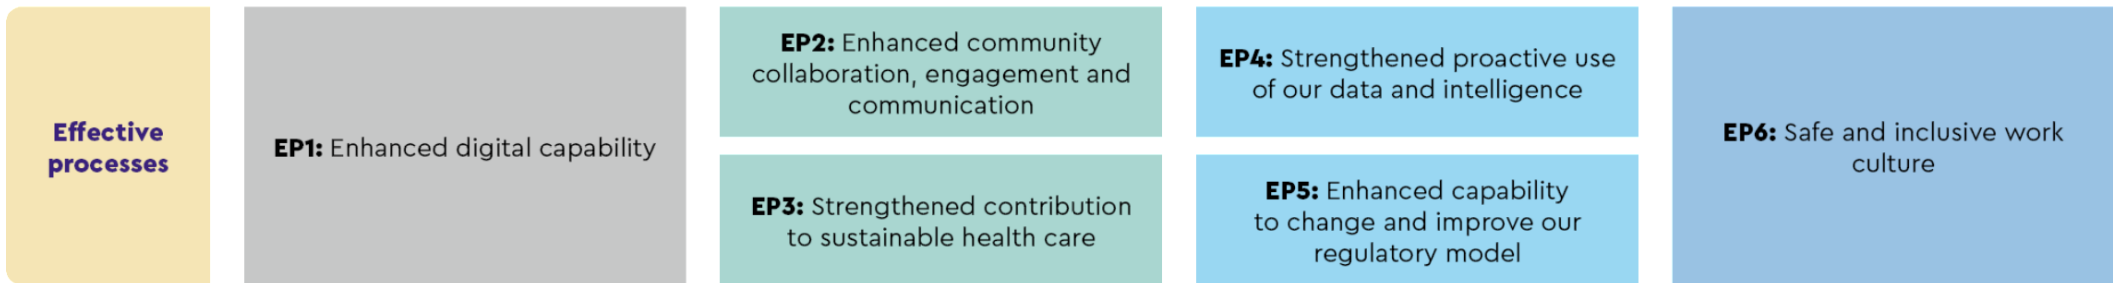 Effective
processes
EP1: Enhanced digital capability
EP2: Enhanced community
collaboration, engagement and
communication
EP3: Strengthened contribution
to sustainable health care
EP4: Strengthened proactive use
of our data and intelligence
EP5: Enhanced capability
to change and improve our
regulatory model
EP6: Safe and inclusive work
culture